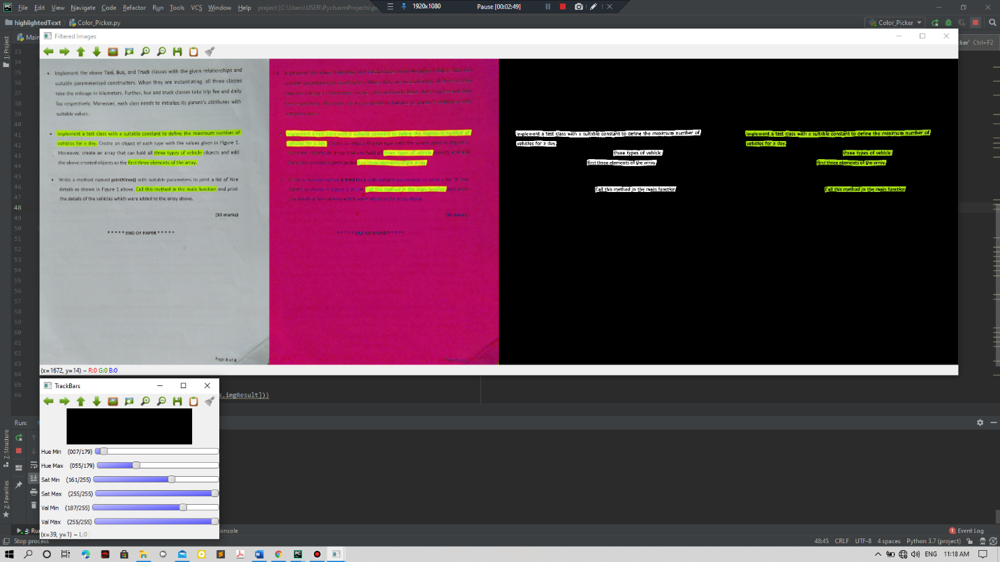 File Edit View Navigate Code Refactor Run Tools VCS Window Help project [C:\Users\USER\PycharmProjects\p
1920x1080 Pause [00:02:49]
highlightedText Color_Picker.py
Color_Picker
Main
Filtered Images
Ctrl+F2
1: Project
33
34
35
36
37
38
39
40
41
42
43
44
45
46
47
48
49
50
51
52
53
54
55
56
57
58
59
60
61
62
63
64
65
66
Implement the above Taxi, Bus, and Truck classes with the given relationships and
suitable parameterized constructors. When they are instantiating, all three classes
take the mileage in kilometers. Further, bus and truck classes take trip fee and daily
fee respectively. Moreover, each class needs to initialize its parent's attributes with
suitable values.
Implement a test class with a suitable constant to define the maximum number of
vehicles for a day. Create an object of each type with the values given in Figure 1.
Moreover, create an array that can hold all three types of vehicle objects and add
the above created objects as the first three elements of the array.
Write a method named printHires() with suitable parameters to print a list of hire
details as shown in Figure 1 above. Call this method in the main function and print
the details of the vehicles which were added to the array above.
(30 marks)
* * * * * END OF PAPER * * * * *
Page 8 of 8
Implement a test class with a suitable constant to define the maximum number of
vehicles for a day.
three types of vehicle
first three elements of the array.
Call this method in the main function
Implement a test class with a suitable constant to define the maximum number of
vehicles for a day.
three types of vehicle
first three elements of the array.
Call this method in the main function
Implement a test class with a suitable constant to define the maximum number of
vehicles for a day.
three types of vehicle
first three elements of the array.
Call this method in the main function
(x=1672, y=14) ~ R:0 G:0 B:0
TrackBars
.imgResult]))
Run:
Hue Min (007/179)
Hue Max (055/179)
Sat Min (161/255)
Sat Max (255/255)
Val Min (187/255)
Val Max (255/255)
(x=39, y=1) ~ L:0
7: Structure
2: Favorites
4: Ru
onsole
1 Event Log
Stop process
48:45 CRLF UTF-8 4 spaces Python 3.7 (project)
ENG 11:18 AM